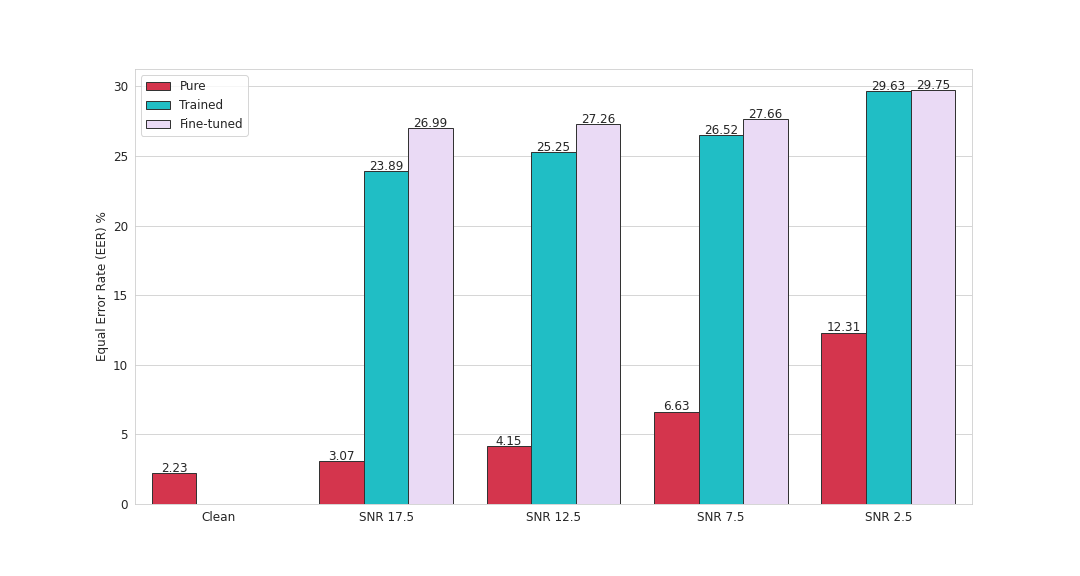 Pure
Trained
Fine-tuned
Equal Error Rate (EER) %
30
25
20
15
10
5
0
2.23
3.07
23.89
26.99
4.15
25.25
27.26
6.63
26.52
27.66
12.31
29.63
29.75
Clean
SNR 17.5
SNR 12.5
SNR 7.5
SNR 2.5